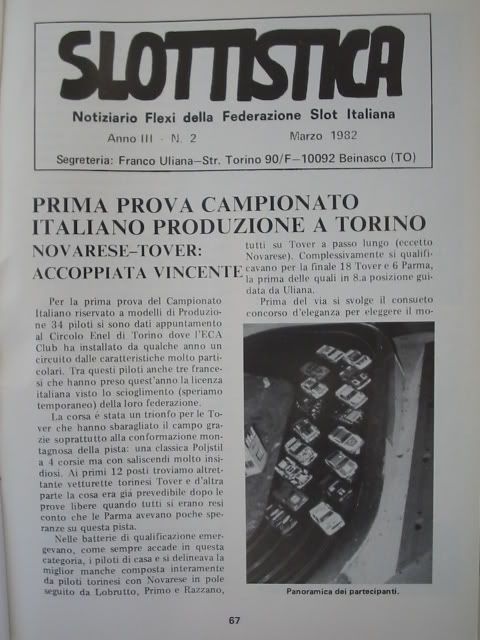 SLOTTISTICA
Notiziario Flexi della Federazione Slot Italiana
Anno III - N. 2 Marzo 1982
Segreteria: Franco Uliana-Str. Torino 90/F-10092 Beinasco (TO)
PRIMA PROVA CAMPIONATO
ITALIANO PRODUZIONE A TORINO
NOVARESE-TOVER:
ACCOPPIATA VINCENTE
Per la prima prova del Campionato
Italiano riservato a modelli di Produzio-
ne 34 piloti si sono dati appuntamento
al Circolo Enel di Torino dove l'ECA
Club ha installato da qualche anno un
circuito dalle caratteristiche molto parti-
colari. Tra questi piloti anche tre france-
si che hanno preso quest'anno la licenza
italiana visto lo scioglimento (speriamo
temporaneo) della loro federazione.
La corsa e stata un trionfo per le To-
ver che hanno sbaragliato il campo gra-
zie soprattutto alla conformazione mon-
tagnosa della pista: una classica Poljstil
a 4 corsie ma con saliscendi molto insi-
diosi. Ai primi 12 posti troviamo altret-
tante vetturette torinesi Tover e d'altra
parte la cosa era già prevedibile dopo le
prove libere quando tutti si erano resi
conto che le Parma avevano poche spe-
ranze su questa pista.
Nelle batterie di qualificazione emer-
gevano, come sempre accade in questa
categoria, i piloti di casa e si delineava la
miglior manche composta interamente
da piloti torinesi con Novarese in pole
seguito da Lobrutto, Primo e Razzano,
tutti su Tover a passo lungo (eccetto
Novarese). Complessivamente si qualifi-
cavano per la finale 18 Tover e 6 Parma,
la prima delle quali in 8.a posizione gui-
data da Uliana.
Prima del via si svolge il consueto
concorso d'eleganza per eleggere il mo-
Panoramica dei partecipanti.
67